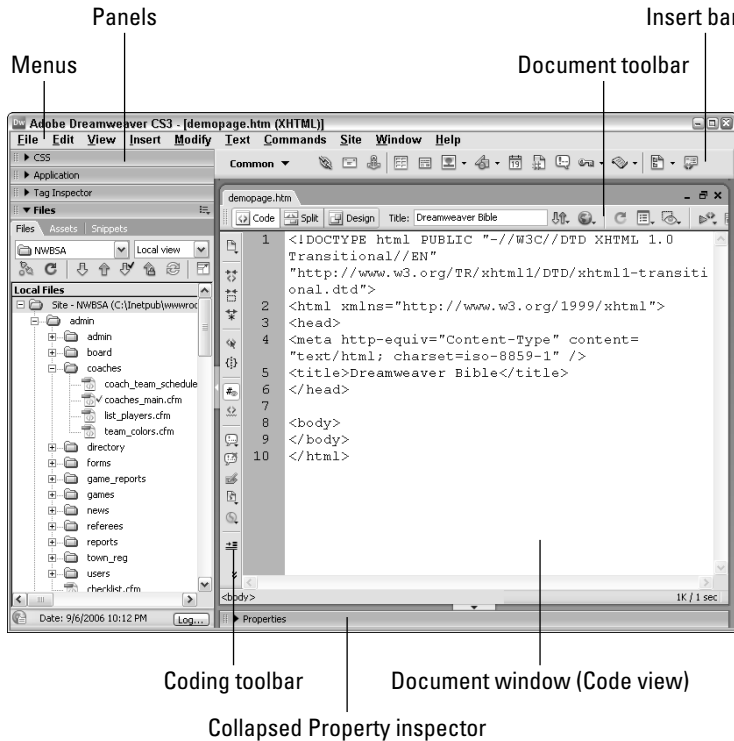 Panels
Insert bar
Menus
Document toolbar
Adobe Dreamweaver CS3 - [demopage.htm (XHTML)]
File Edit View Insert Modify Text Commands Site Window Help
CSS
Common
Application
Tag Inspector
Files
Files Assets Snippets
NWBSA Local view
Local Files
Site - NWBSA (C:\Inetpub\wwwroo
admin
admin
board
coaches
coach_team_schedule
coaches_main.cfm
list_players.cfm
team_colors.cfm
directory
forms
game_reports
games
news
referees
reports
town_reg
users
checklist.cfm
Date: 9/6/2006 10:12 PM Log...
demopage.htm
Code Split Design Title: Dreamweaver Bible
1 <!DOCTYPE html PUBLIC "-//W3C//DTD XHTML 1.0
Transitional//EN"
"http://www.w3.org/TR/xhtml1/DTD/xhtml1-transiti
onal.dtd">
2 <html xmlns="http://www.w3.org/1999/xhtml">
3 <head>
4 <meta http-equiv="Content-Type" content=
"text/html; charset=iso-8859-1" />
5 <title>Dreamweaver Bible</title>
6 </head>
7
8 <body>
9 </body>
10 </html>
<body> 1K / 1 sec
Properties
Coding toolbar
Document window (Code view)
Collapsed Property inspector